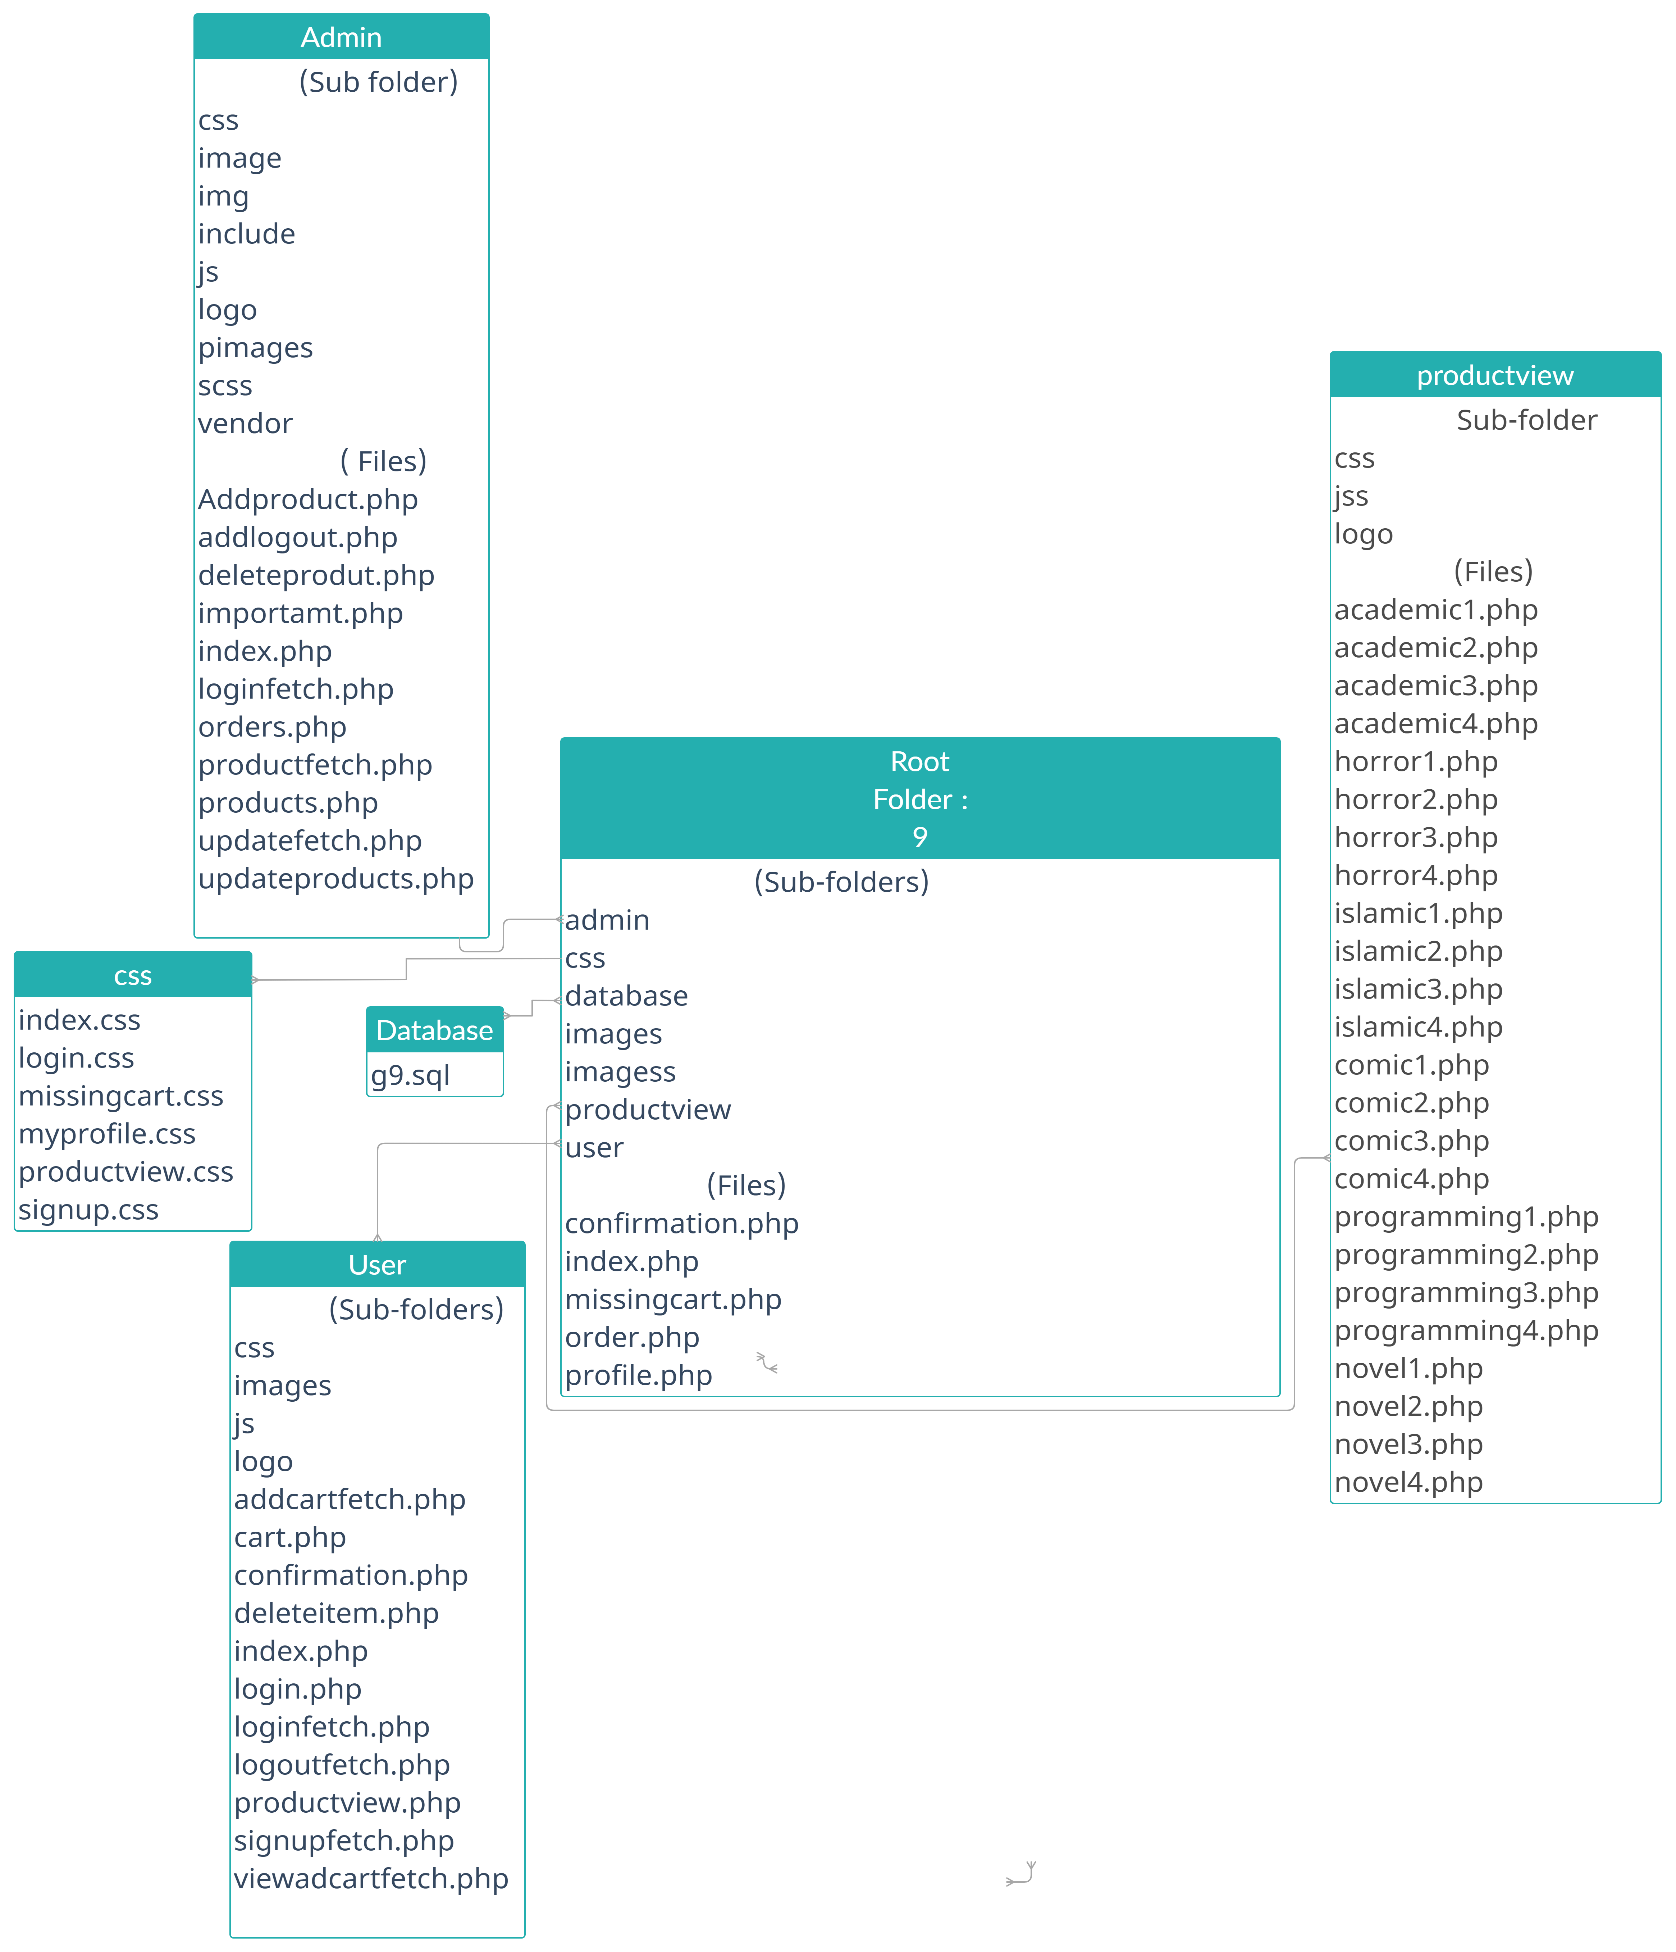 Admin
(Sub folder)
css
image
img
include
js
logo
pimages
scss
vendor
( Files)
Addproduct.php
addlogout.php
deleteprodut.php
importamt.php
index.php
loginfetch.php
orders.php
productfetch.php
products.php
updatefetch.php
updateproducts.php
css
index.css
login.css
missingcart.css
myprofile.css
productview.css
signup.css
Database
g9.sql
User
(Sub-folders)
css
images
js
logo
addcartfetch.php
cart.php
confirmation.php
deleteitem.php
index.php
login.php
loginfetch.php
logoutfetch.php
productview.php
signupfetch.php
viewadcartfetch.php
Root
Folder :
9
(Sub-folders)
admin
css
database
images
imagess
productview
user
(Files)
confirmation.php
index.php
missingcart.php
order.php
profile.php
productview
Sub-folder
css
jss
logo
(Files)
academic1.php
academic2.php
academic3.php
academic4.php
horror1.php
horror2.php
horror3.php
horror4.php
islamic1.php
islamic2.php
islamic3.php
islamic4.php
comic1.php
comic2.php
comic3.php
comic4.php
programming1.php
programming2.php
programming3.php
programming4.php
novel1.php
novel2.php
novel3.php
novel4.php